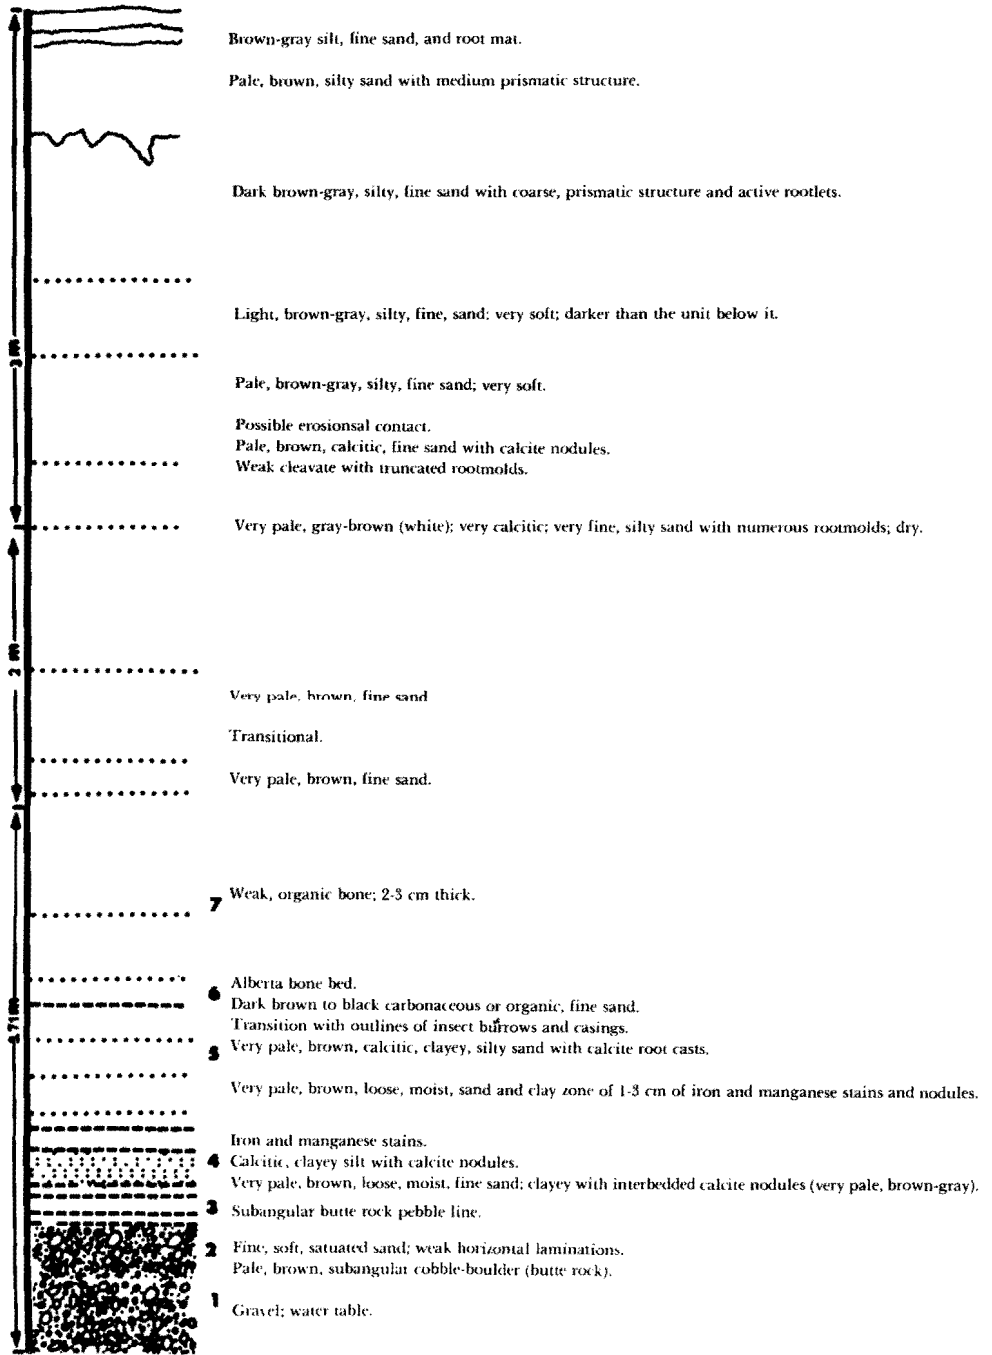 Brown-gray silt, fine sand, and root mat.
Pale, brown, silty sand with medium prismatic structure.
Dark brown-gray, silty, fine sand with coarse, prismatic structure and active rootlets.
Light, brown-gray, silty, fine, sand; very soft; darker than the unit below it.
3 m
Pale, brown-gray, silty, fine sand; very soft.
Possible erosionsal contact.
Pale, brown, calcitic, fine sand with calcite nodules.
Weak cleavate with truncated rootmolds.
Very pale, gray-brown (white); very calcitic; very fine, silty sand with numerous rootmolds; dry.
2 m
Very pale, brown, fine sand
Transitional.
Very pale, brown, fine sand.
7 Weak, organic bone; 2-3 cm thick.
Alberta bone bed.
6 Dark brown to black carbonaceous or organic, fine sand.
Transition with outlines of insect burrows and casings.
5 Very pale, brown, calcitic, clayey, silty sand with calcite root casts.
Very pale, brown, loose, moist, sand and clay zone of 1-3 cm of iron and manganese stains and nodules.
Iron and manganese stains.
4 Calcitic, clayey silt with calcite nodules.
Very pale, brown, loose, moist, fine sand; clayey with interbedded calcite nodules (very pale, brown-gray).
3 Subangular butte rock pebble line.
2 Fine, soft, satuated sand; weak horizontal laminations.
Pale, brown, subangular cobble-boulder (butte rock).
1 Gravel; water table.